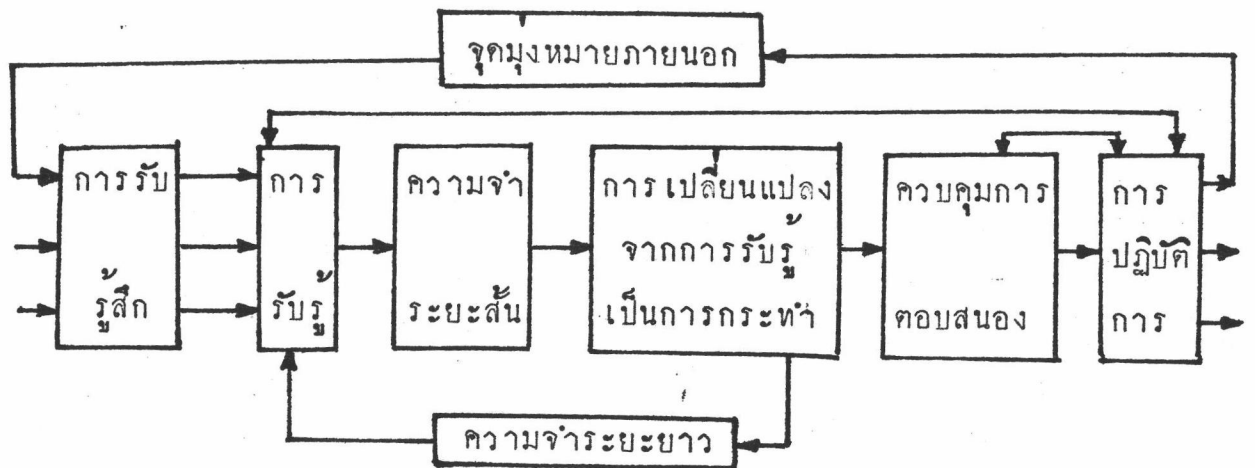 จุดมุ่งหมายภายนอก
การรับ
รู้สึก
การ
รับรู้
ความจำ
ระยะสั้น
การเปลี่ยนแปลง
จากการรับรู้
เป็นการกระทำ
ควบคุมการ
ตอบสนอง
การ
ปฏิบัติ
การ
ความจำระยะยาว